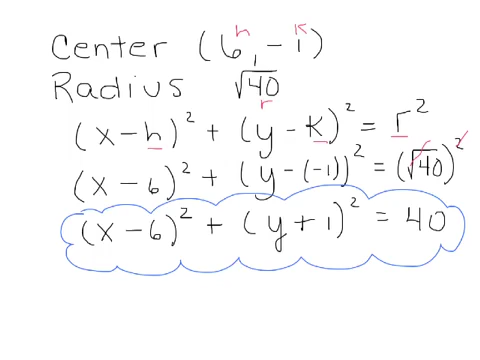 Center (6, -1)
h k
Radius √40
r
(x-h)² + (y-k)² = r²
(x-6)² + (y-(-1))² = (√40)²
(x-6)² + (y+1)² = 40